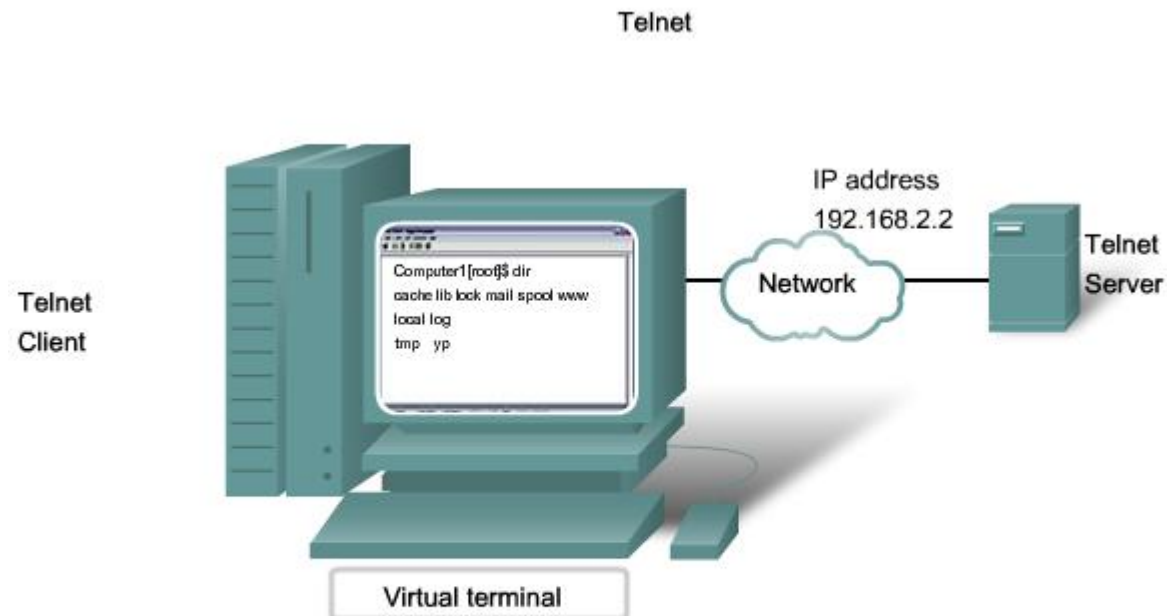 Telnet
IP address
192.168.2.2
Telnet
Client
Computer1[root]$ dir
cache lib lock mail spool www
local log
tmp yp
Network
Telnet
Server
Virtual terminal